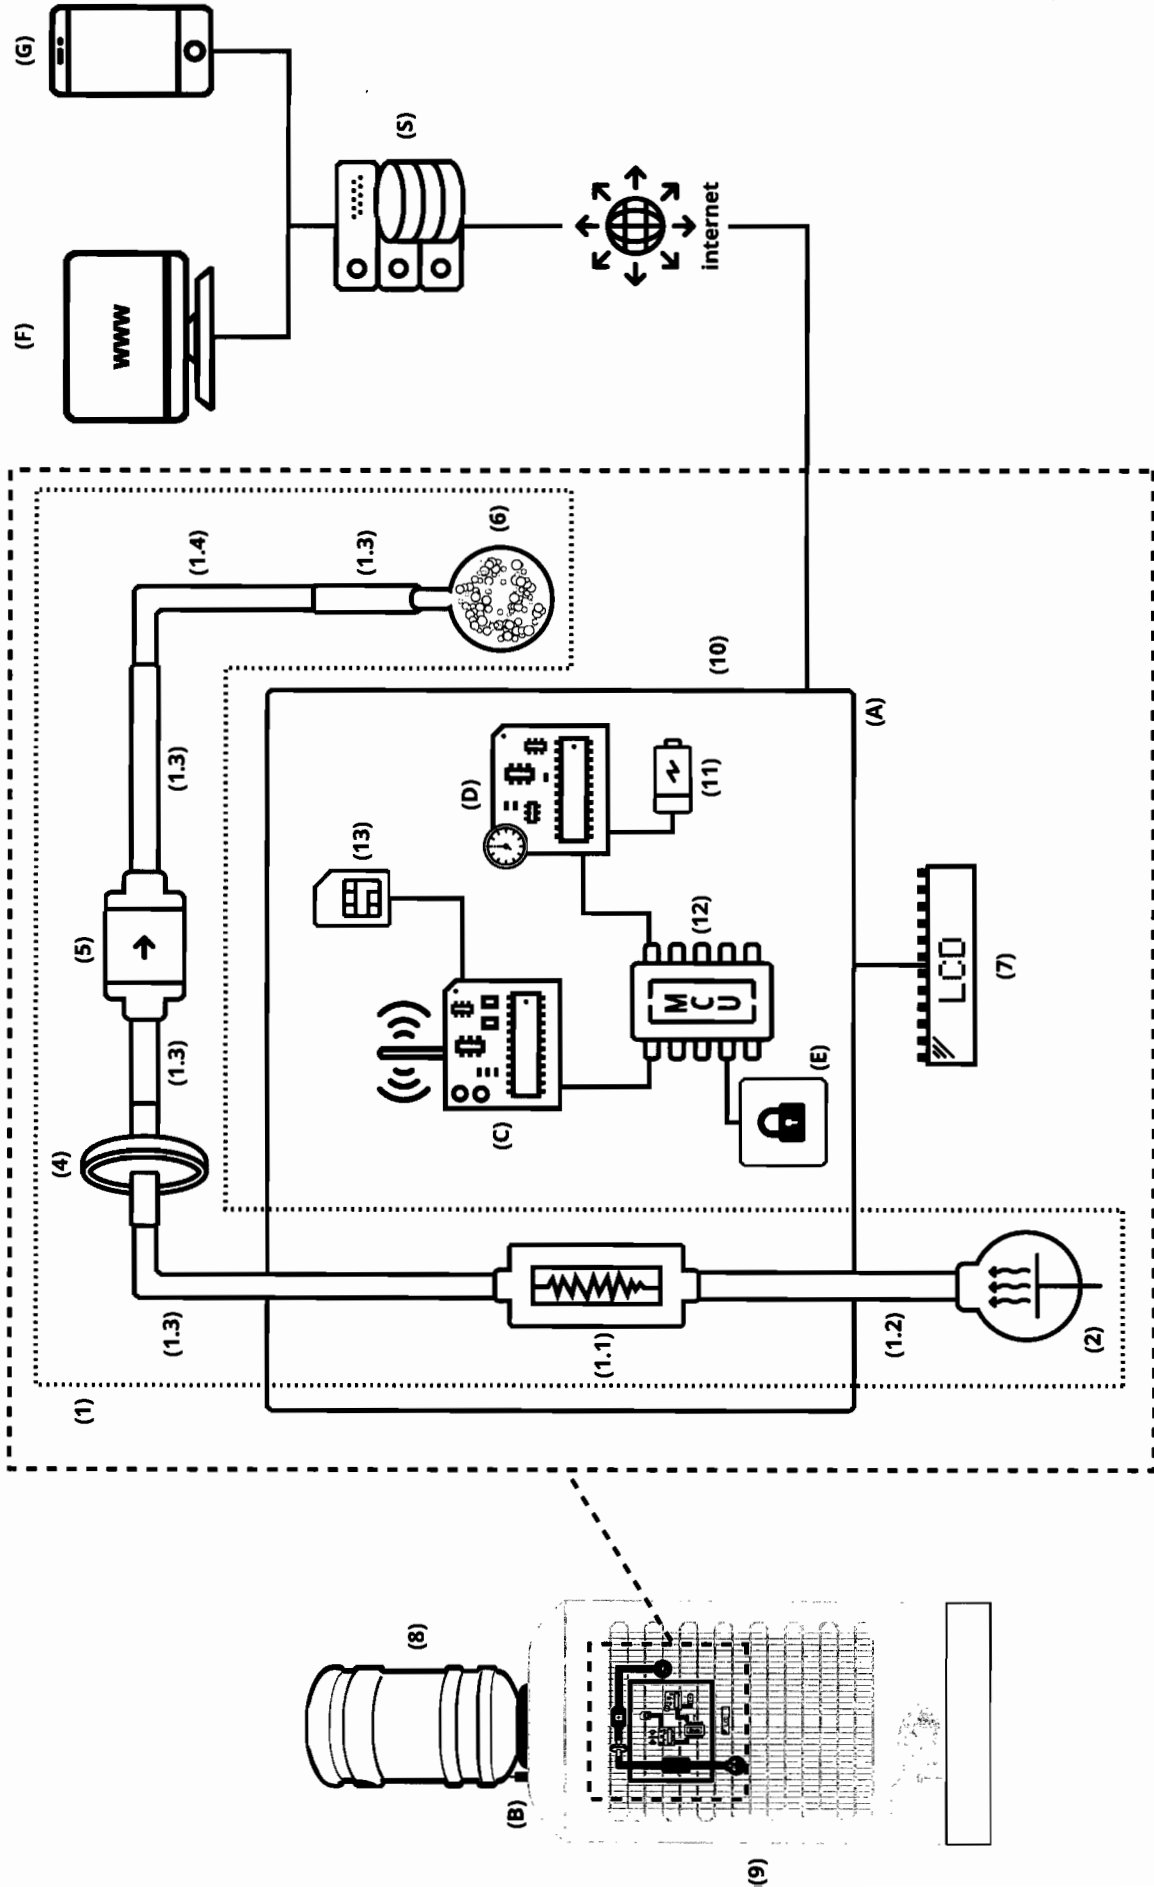 (8)
(B)
(9)
(1)
(1.3)
(4)
(1.3)
(5)
(1.3)
(1.4)
(1.3)
(6)
(1.1)
(1.2)
(2)
(C)
(13)
(D)
(11)
(12)
MCU
(E)
(10)
(A)
LCD
(7)
(F)
www
(G)
(S)
internet